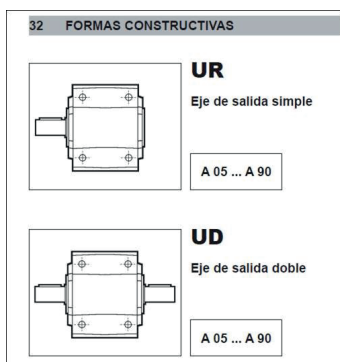 32 FORMAS CONSTRUCTIVAS
UR
Eje de salida simple
A 05 ... A 90
UD
Eje de salida doble
A 05 ... A 90